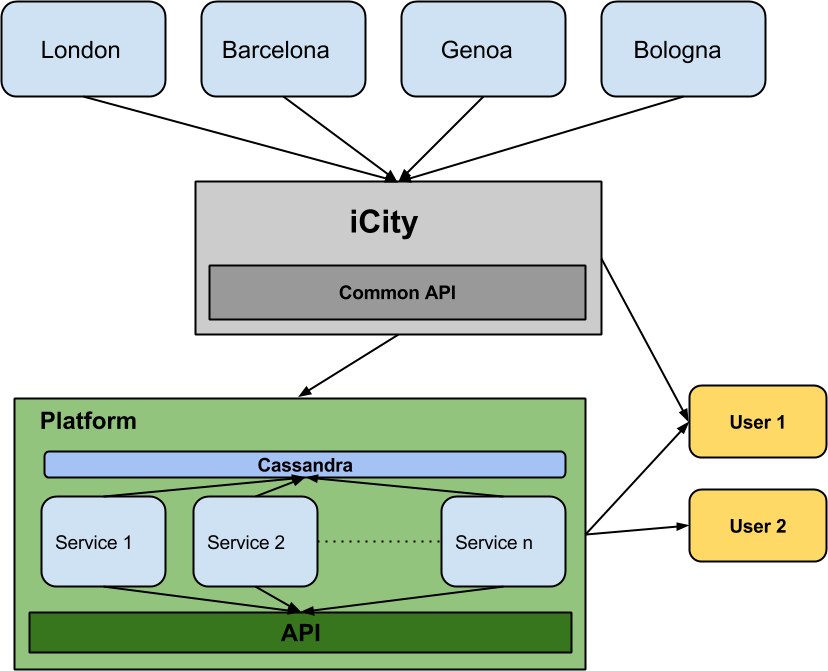 London
Barcelona
Genoa
Bologna
iCity
Common API
Platform
Cassandra
Service 1
Service 2
Service n
API
User 1
User 2